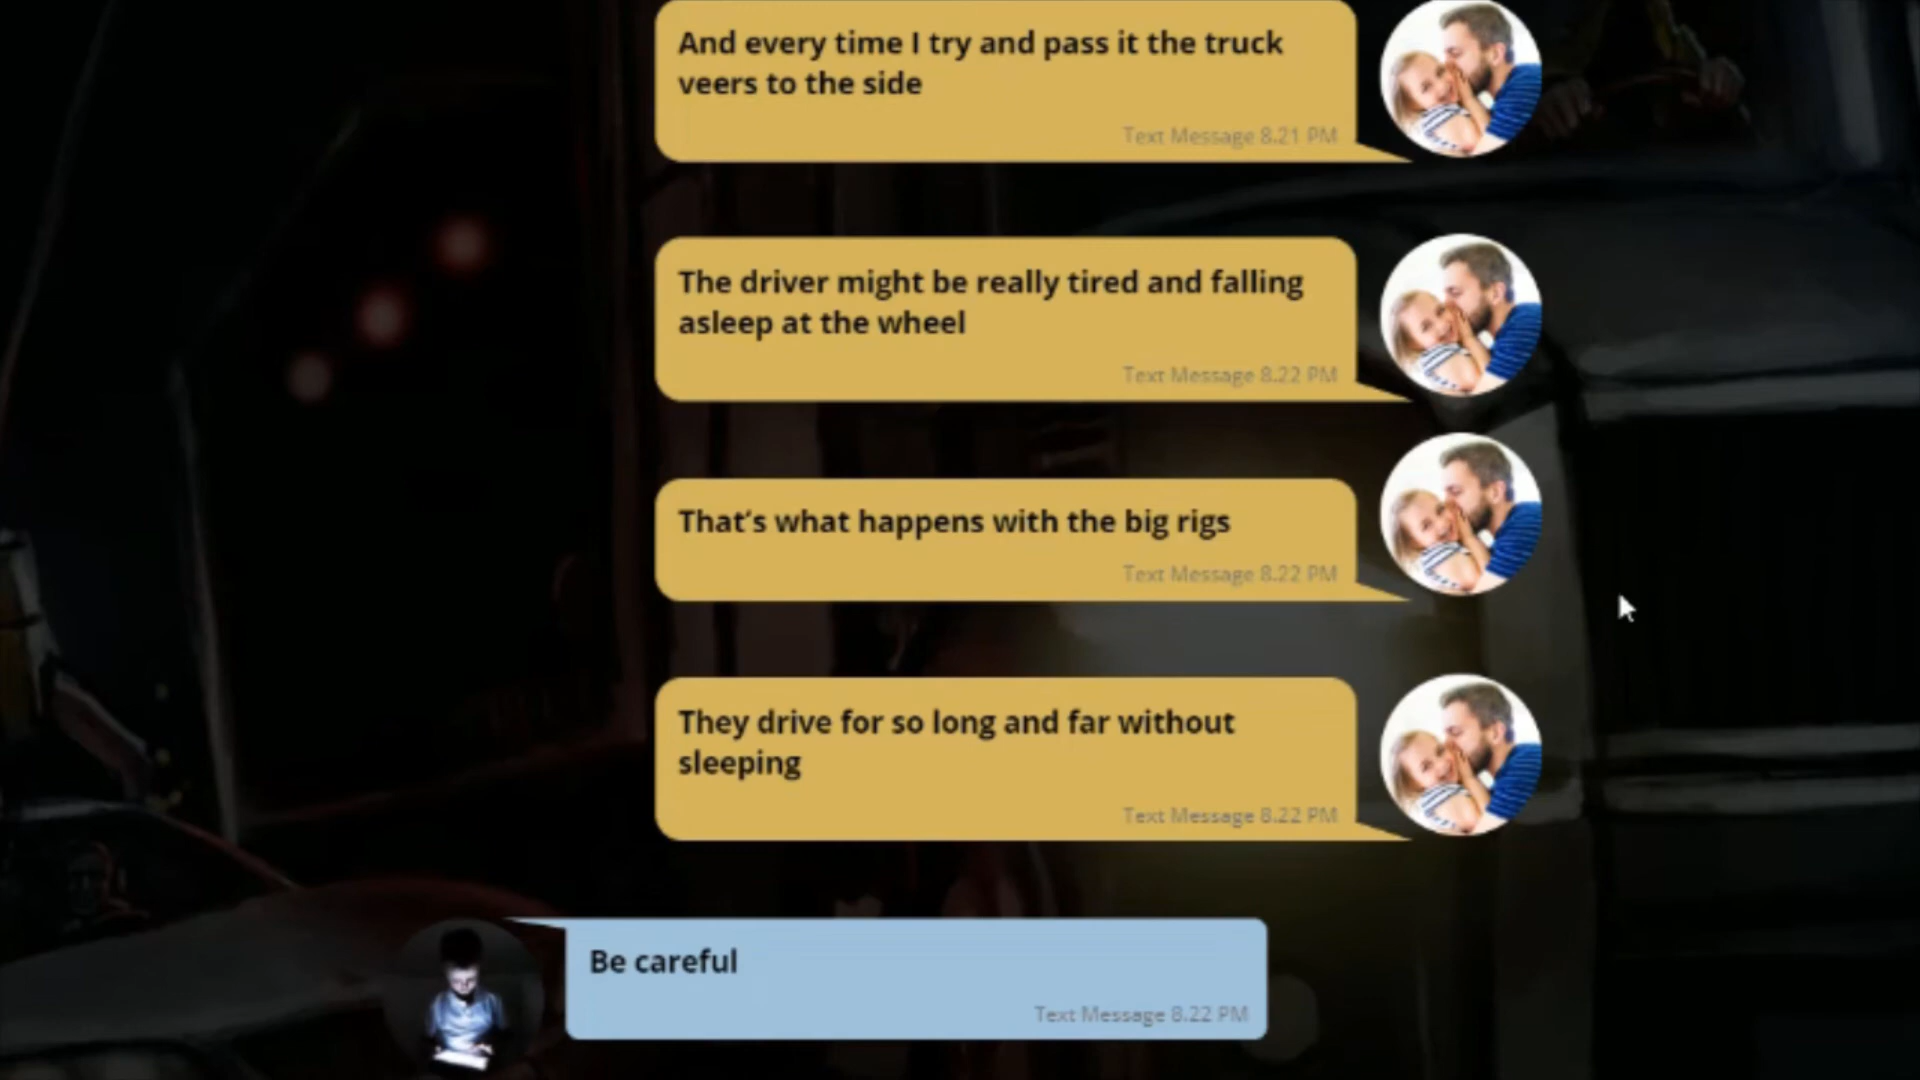 And every time I try and pass it the truck
veers to the side
Text Message 8.21 PM
The driver might be really tired and falling
asleep at the wheel
Text Message 8.22 PM
That's what happens with the big rigs
Text Message 8.22 PM
They drive for so long and far without
sleeping
Text Message 8.22 PM
Be careful
Text Message 8.22 PM